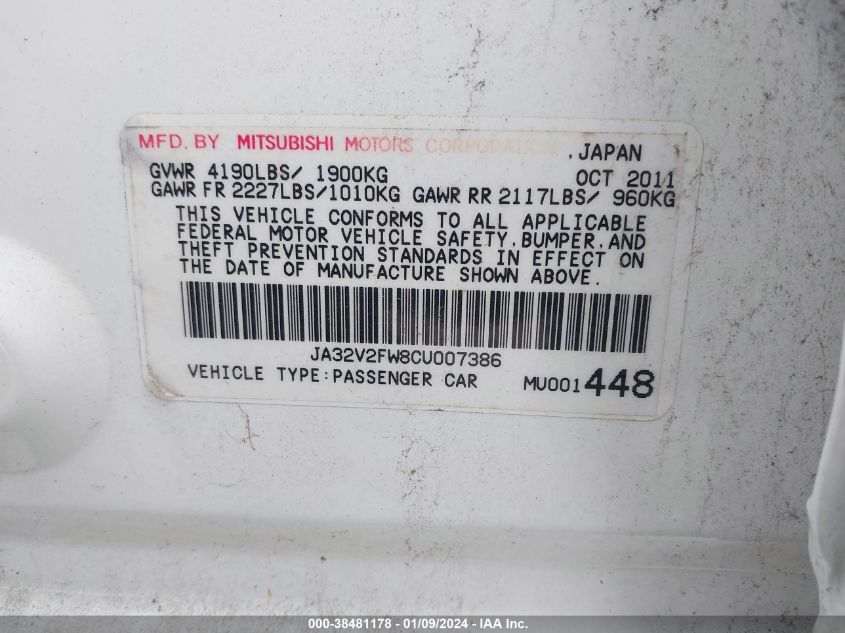 MFD. BY MITSUBISHI MOTORS CORPORATION, JAPAN
GVWR 4190LBS/ 1900KG OCT 2011
GAWR FR 2227LBS/1010KG GAWR RR 2117LBS/ 960KG
THIS VEHICLE CONFORMS TO ALL APPLICABLE
FEDERAL MOTOR VEHICLE SAFETY, BUMPER, AND
THEFT PREVENTION STANDARDS IN EFFECT ON
THE DATE OF MANUFACTURE SHOWN ABOVE.
JA32V2FW8CU007386
VEHICLE TYPE:PASSENGER CAR MU001448
000-38481178 - 01/09/2024 - IAA Inc.